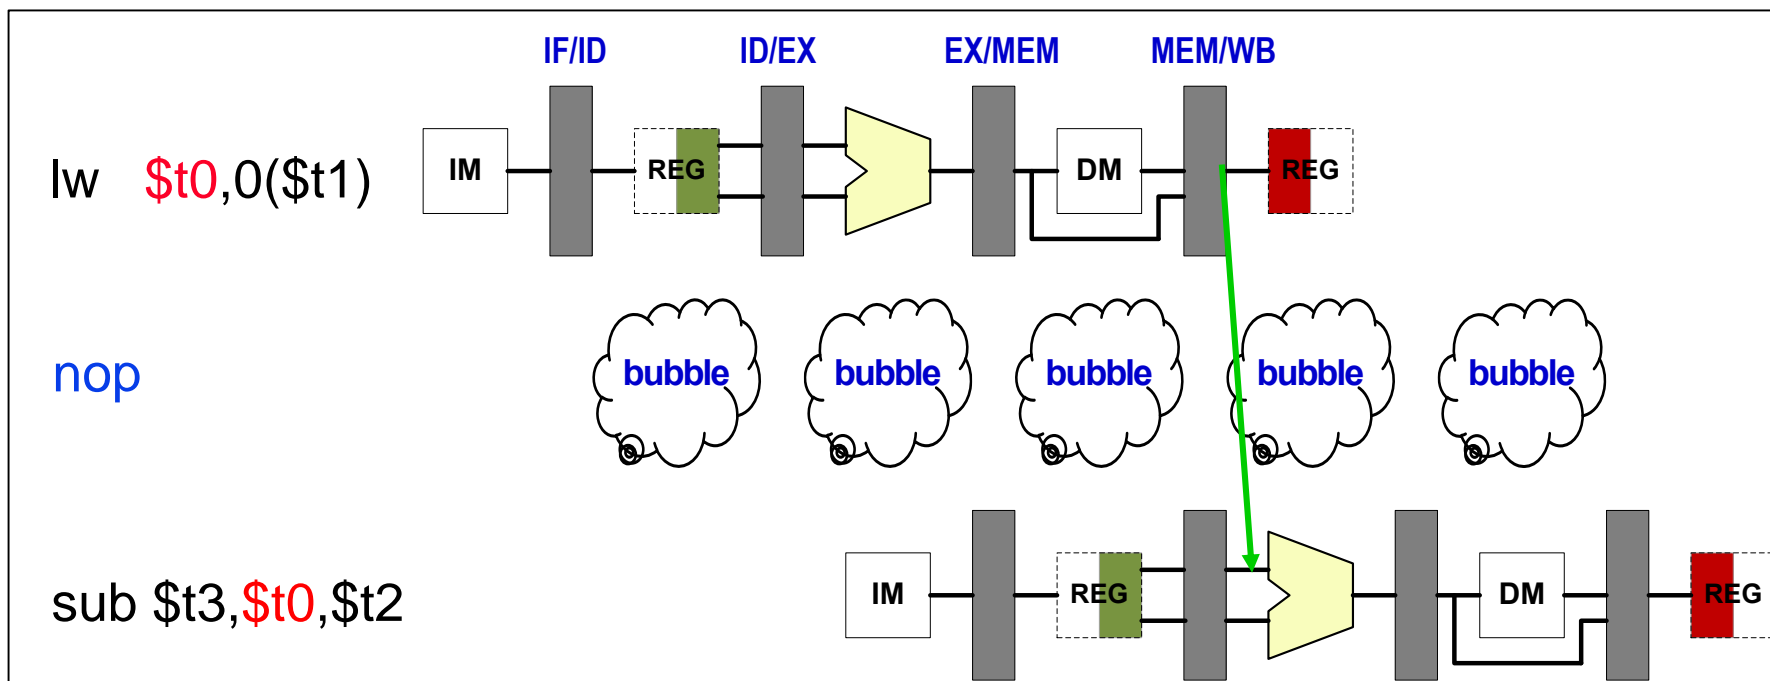 IF/ID ID/EX EX/MEM MEM/WB
lw $t0,0($t1) IM REG DM REG
nop bubble bubble bubble bubble bubble
sub $t3,$t0,$t2 IM REG DM REG